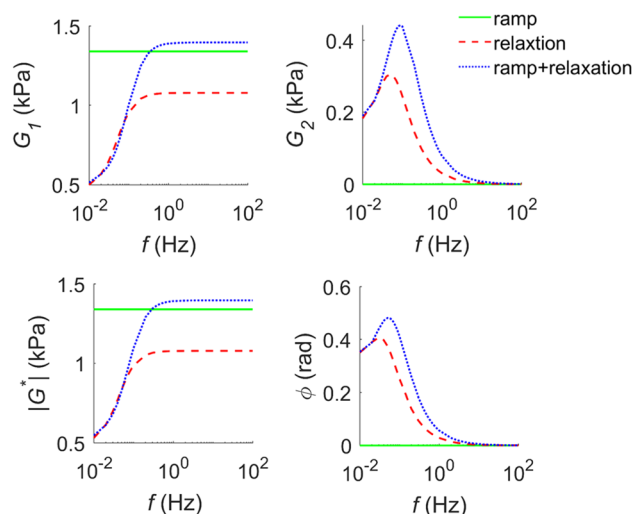 ramp
relaxtion
ramp+relaxation
1.5
1
0.5
G1 (kPa)
10-2 100 102
f (Hz)
0.4
0.2
0
G2 (kPa)
10-2 100 102
f (Hz)
1.5
1
0.5
|G*| (kPa)
10-2 100 102
f (Hz)
0.6
0.4
0.2
0
ϕ (rad)
10-2 100 102
f (Hz)